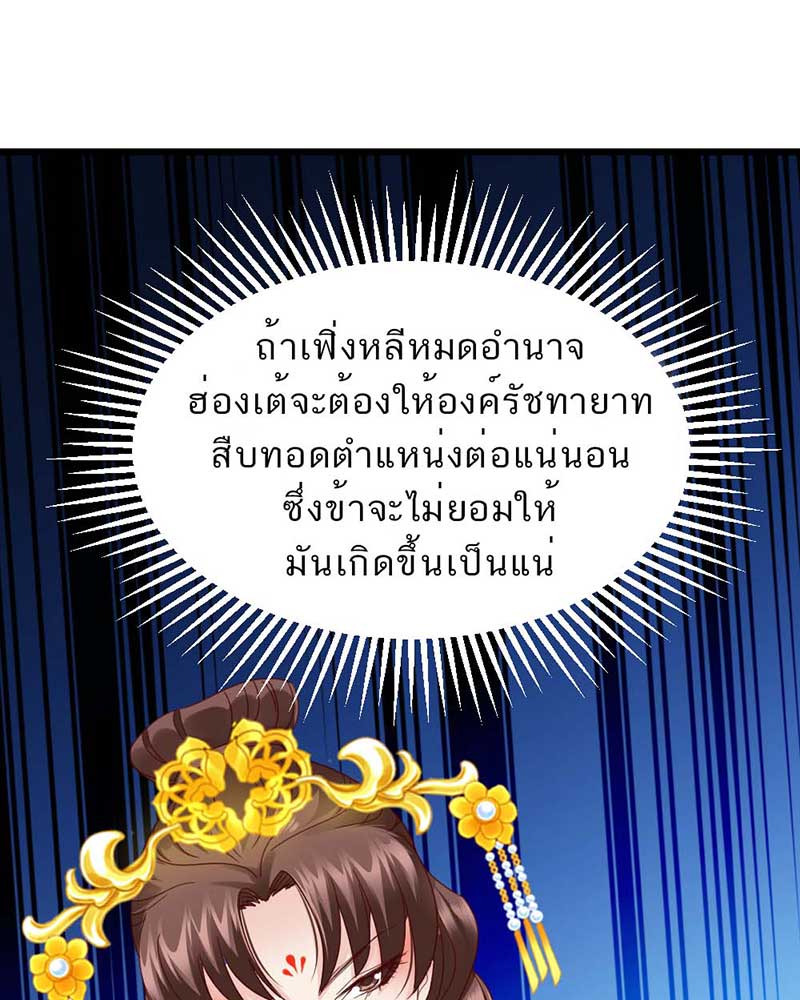 ถ้าเฟิ่งหลีหมดอำนาจ
ฮ่องเต้จะต้องให้องค์รัชทายาท
สืบทอดตำแหน่งต่อแน่นอน
ซึ่งข้าจะไม่ยอมให้
มันเกิดขึ้นเป็นแน่